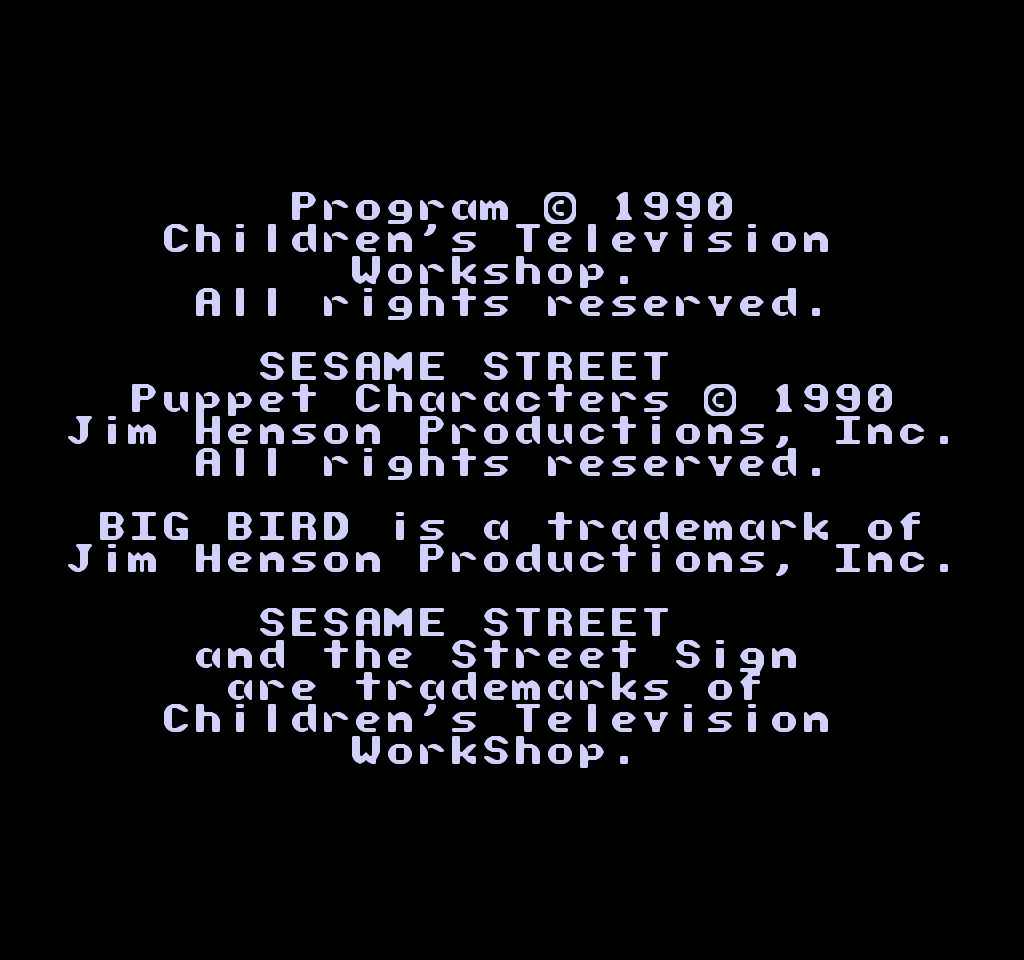 Program © 1990
Children's Television
Workshop.
All rights reserved.
SESAME STREET
Puppet Characters © 1990
Jim Henson Productions, Inc.
All rights reserved.
BIG BIRD is a trademark of
Jim Henson Productions, Inc.
SESAME STREET
and the Street Sign
are trademarks of
Children's Television
WorkShop.